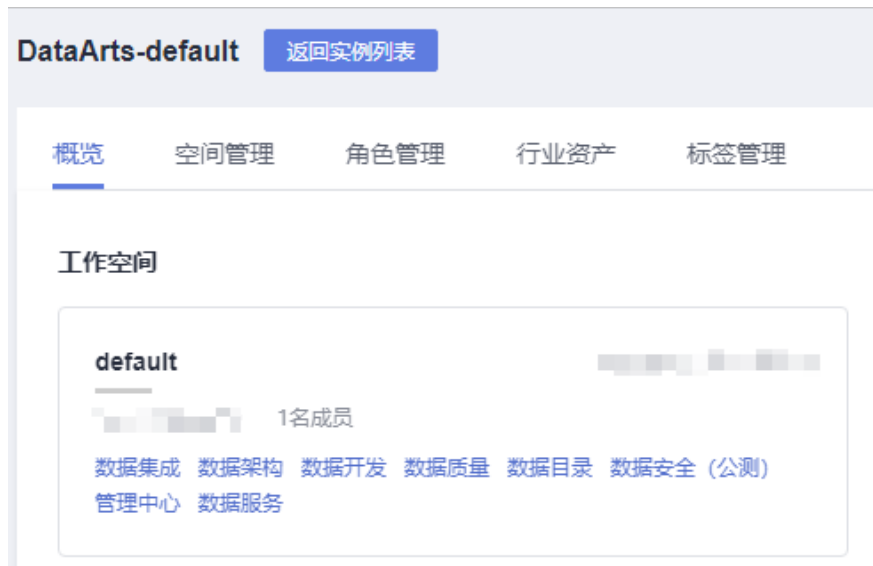 DataArts-default 返回实例列表
概览 空间管理 角色管理 行业资产 标签管理
工作空间
default
1名成员
数据集成 数据架构 数据开发 数据质量 数据目录 数据安全（公测）
管理中心 数据服务